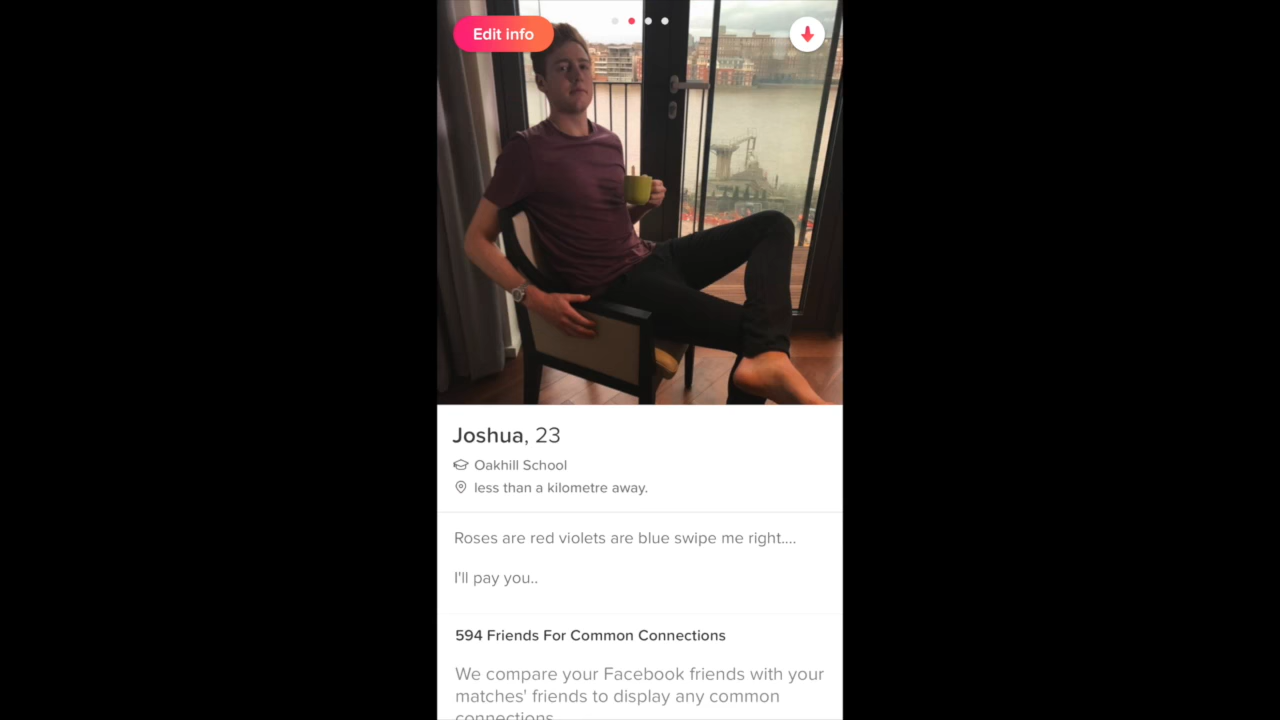 Edit info
Joshua, 23
Oakhill School
less than a kilometre away.
Roses are red violets are blue swipe me right....
I'll pay you..
594 Friends For Common Connections
We compare your Facebook friends with your
matches' friends to display any common
connections.